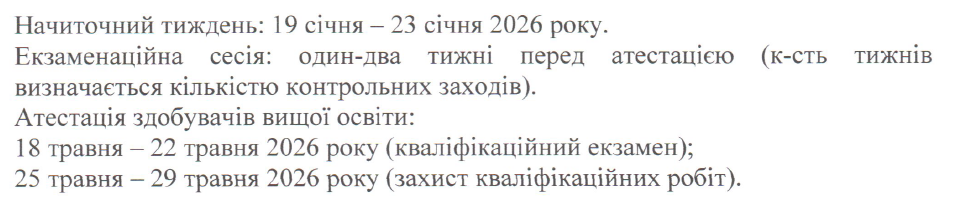 Начиточний тиждень: 19 січня – 23 січня 2026 року.
Екзаменаційна сесія: один-два тижні перед атестацією (к-сть тижнів
визначається кількістю контрольних заходів).
Атестація здобувачів вищої освіти:
18 травня – 22 травня 2026 року (кваліфікаційний екзамен);
25 травня – 29 травня 2026 року (захист кваліфікаційних робіт).